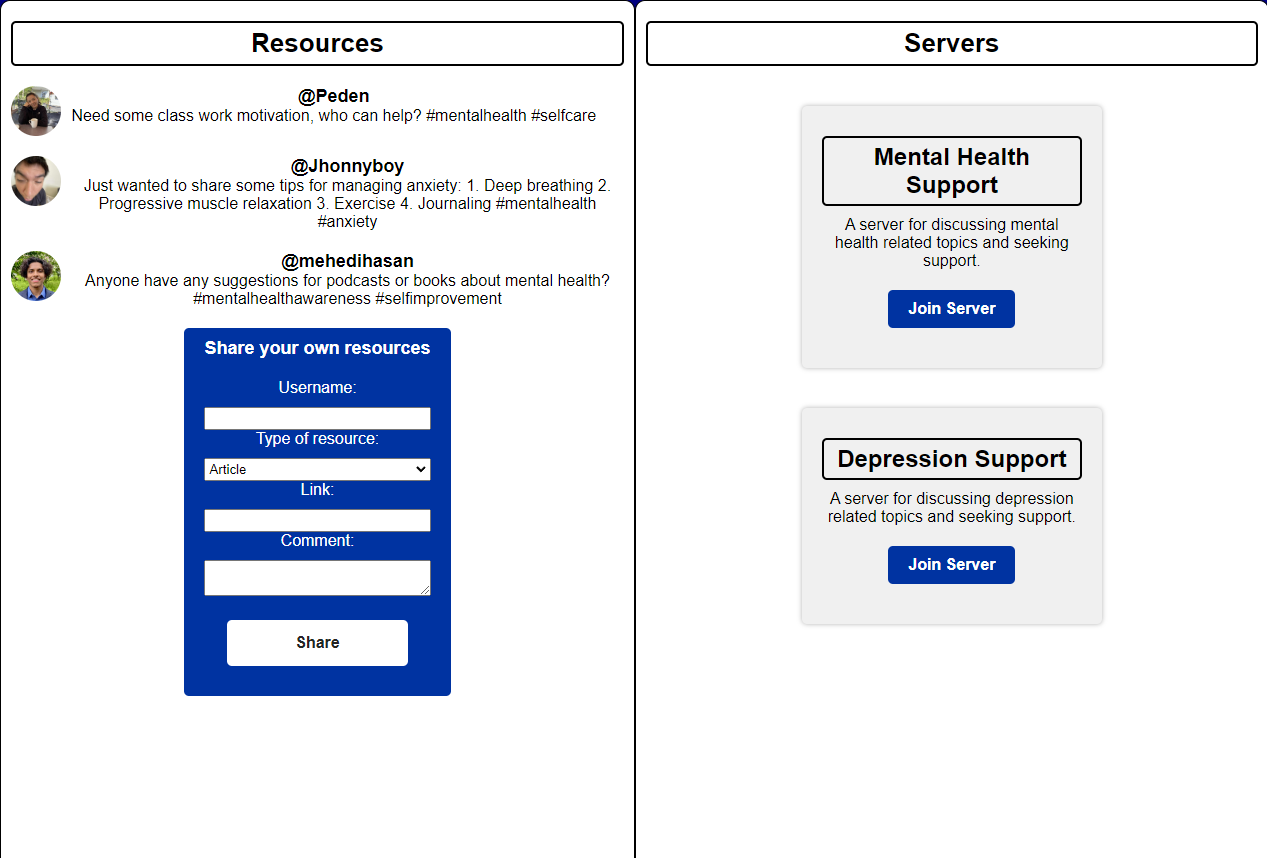 Resources
@Peden
Need some class work motivation, who can help? #mentalhealth #selfcare
@Jhonnyboy
Just wanted to share some tips for managing anxiety: 1. Deep breathing 2.
Progressive muscle relaxation 3. Exercise 4. Journaling #mentalhealth
#anxiety
@mehedihasan
Anyone have any suggestions for podcasts or books about mental health?
#mentalhealthawareness #selfimprovement
Share your own resources
Username:
Type of resource:
Article
Link:
Comment:
Share
Servers
Mental Health
Support
A server for discussing mental
health related topics and seeking
support.
Join Server
Depression Support
A server for discussing depression
related topics and seeking support.
Join Server